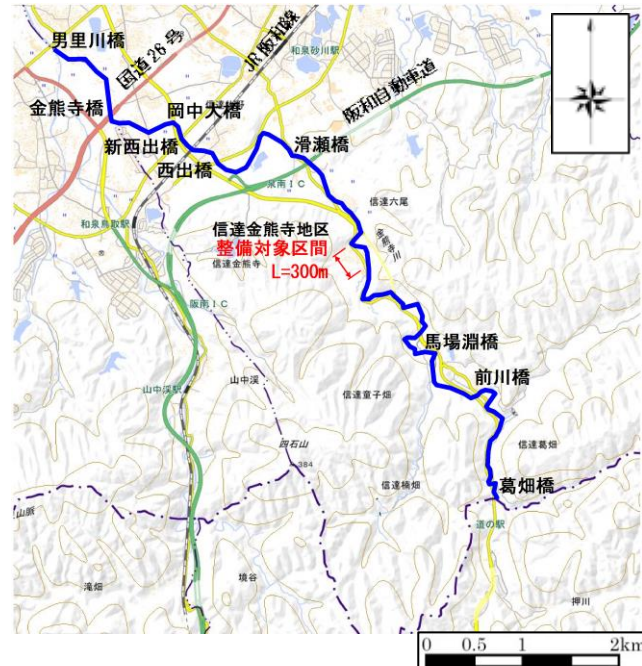 男里川橋
国道26号
JR阪和線
和泉砂川駅
阪和自動車道
金熊寺橋
岡中大橋
新西出橋
西出橋
滑瀬橋
泉南IC
和泉鳥取駅
信達六尾
信達金熊寺地区
整備対象区間
L=300m
信達金熊寺
金熊寺川
阪南IC
馬場淵橋
前川橋
山中渓駅
山中渓
信達童子畑
四石山
384
信達葛畑
信達楠畑
葛畑橋
山脈
道の駅
滝畑
境谷
押川
0 0.5 1 2km